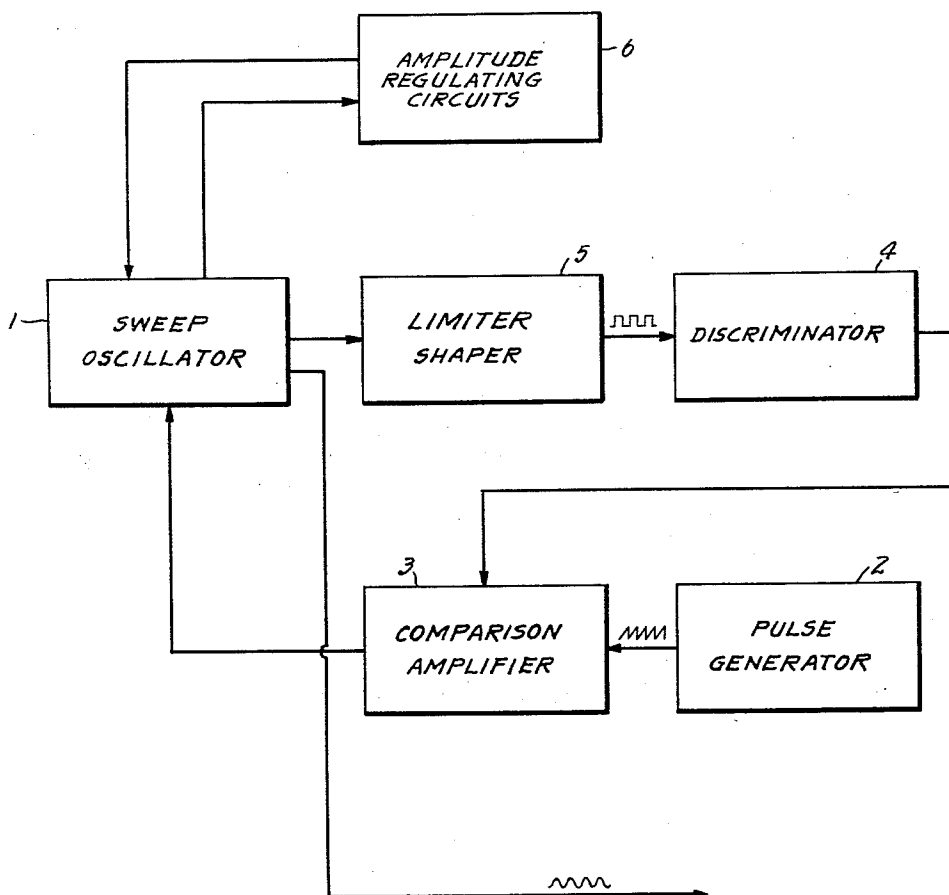 AMPLITUDE
REGULATING
CIRCUITS
6
1
SWEEP
OSCILLATOR
5
LIMITER
SHAPER
4
DISCRIMINATOR
3
COMPARISON
AMPLIFIER
2
PULSE
GENERATOR